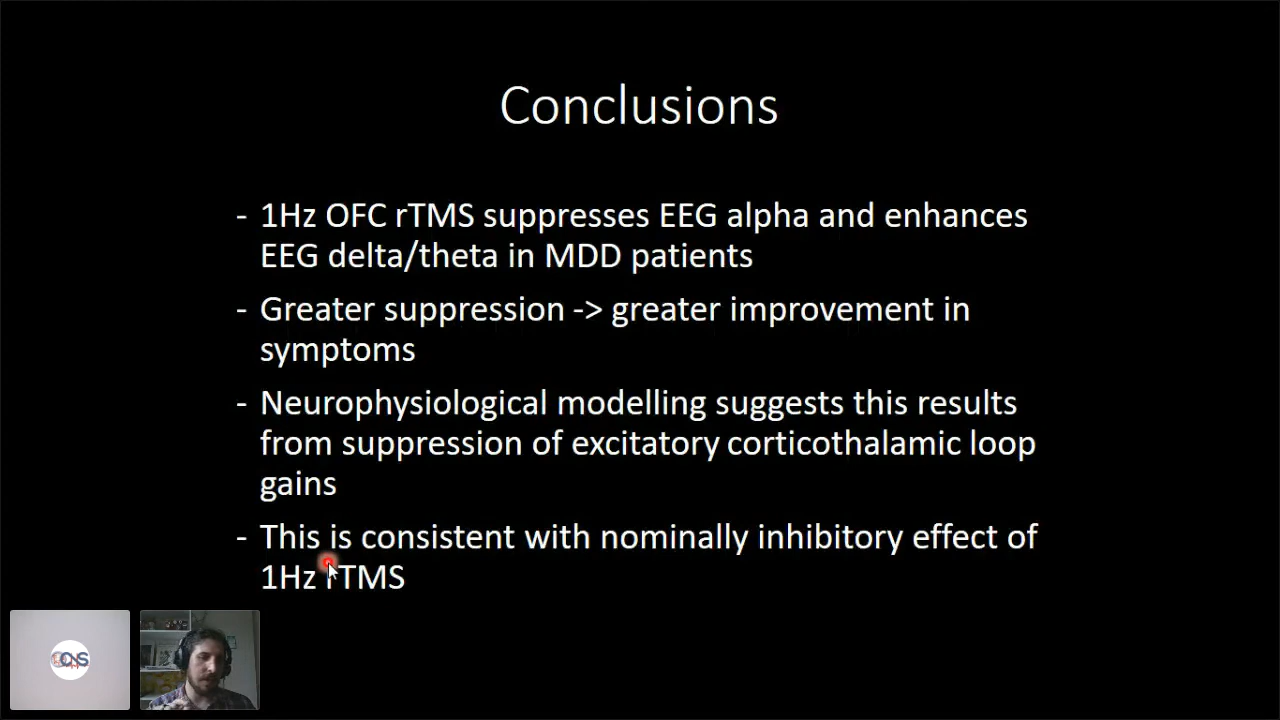 Conclusions
- 1Hz OFC rTMS suppresses EEG alpha and enhances
EEG delta/theta in MDD patients
- Greater suppression -> greater improvement in
symptoms
- Neurophysiological modelling suggests this results
from suppression of excitatory corticothalamic loop
gains
- This is consistent with nominally inhibitory effect of
1Hz rTMS